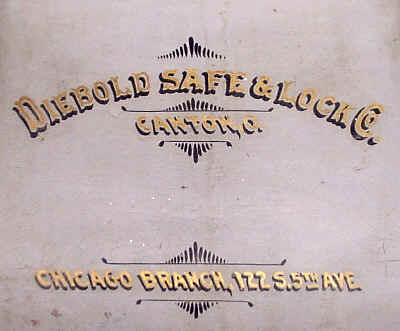 DIEBOLD SAFE & LOCK CO.
CANTON, O.
CHICAGO BRANCH, 122 S. 5TH AVE